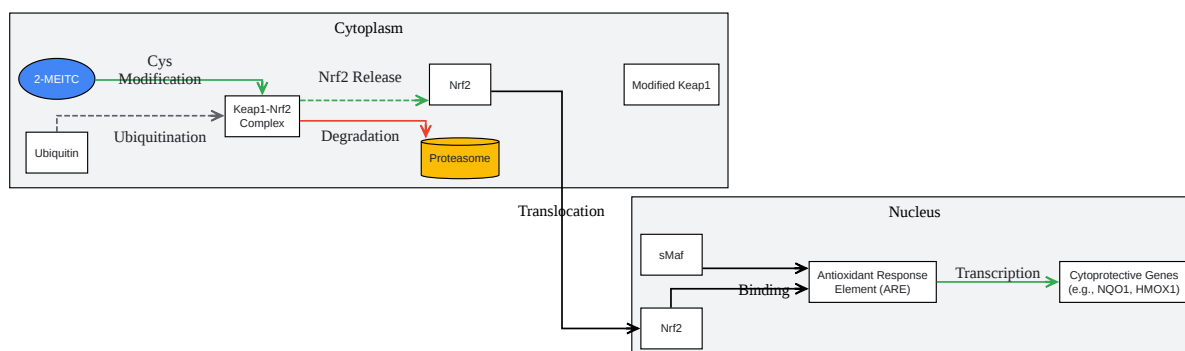 Cytoplasm
2-MEITC
Cys
Modification
Nrf2 Release
Nrf2
Modified Keap1
Keap1-Nrf2
Complex
Ubiquitination
Ubiquitin
Degradation
Proteasome
Translocation
Nucleus
sMaf
Binding
Nrf2
Antioxidant Response
Element (ARE)
Transcription
Cytoprotective Genes
(e.g., NQO1, HMOX1)